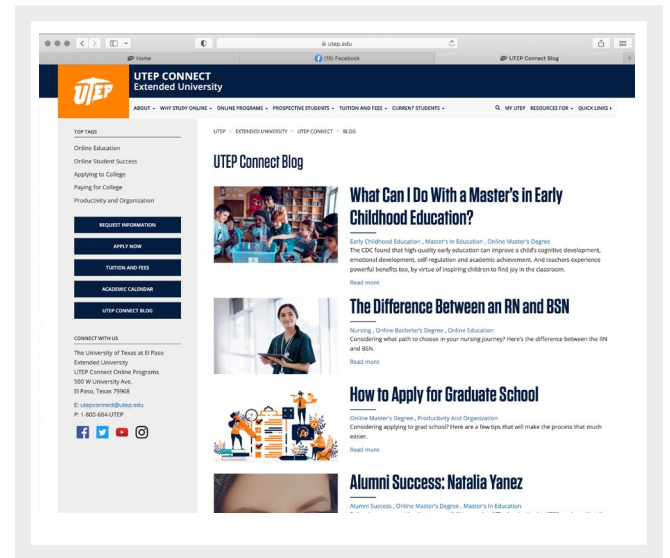 utep.edu
Home
(10) Facebook
UTEP Connect Blog
UTEP
UTEP CONNECT
Extended University
ABOUT WHY STUDY ONLINE ONLINE PROGRAMS PROSPECTIVE STUDENTS TUITION AND FEES CURRENT STUDENTS MY UTEP RESOURCES FOR QUICK LINKS
TOP TAGS
Online Education
Online Student Success
Applying to College
Paying for College
Productivity and Organization
REQUEST INFORMATION
APPLY NOW
TUITION AND FEES
ACADEMIC CALENDAR
UTEP CONNECT BLOG
CONNECT WITH US
The University of Texas at El Paso
Extended University
UTEP Connect Online Programs
500 W University Ave.
El Paso, Texas 79968
E: utepconnect@utep.edu
P: 1-800-684-UTEP
UTEP > EXTENDED UNIVERSITY > UTEP CONNECT > BLOG
UTEP Connect Blog
What Can I Do With a Master's in Early
Childhood Education?
Early Childhood Education , Master's in Education , Online Master's Degree
The CDC found that high-quality early education can improve a child's cognitive development,
emotional development, self-regulation and academic achievement. And teachers experience
powerful benefits too, by virtue of inspiring children to find joy in the classroom.
Read more
The Difference Between an RN and BSN
Nursing , Online Bachelor's Degree , Online Education
Considering what path to choose in your nursing journey? Here's the difference between the RN
and BSN.
Read more
How to Apply for Graduate School
Online Master's Degree , Productivity And Organization
Considering applying to grad school? Here are a few tips that will make the process that much
easier.
Read more
Alumni Success: Natalia Yanez
Alumni Success , Online Master's Degree , Master's In Education